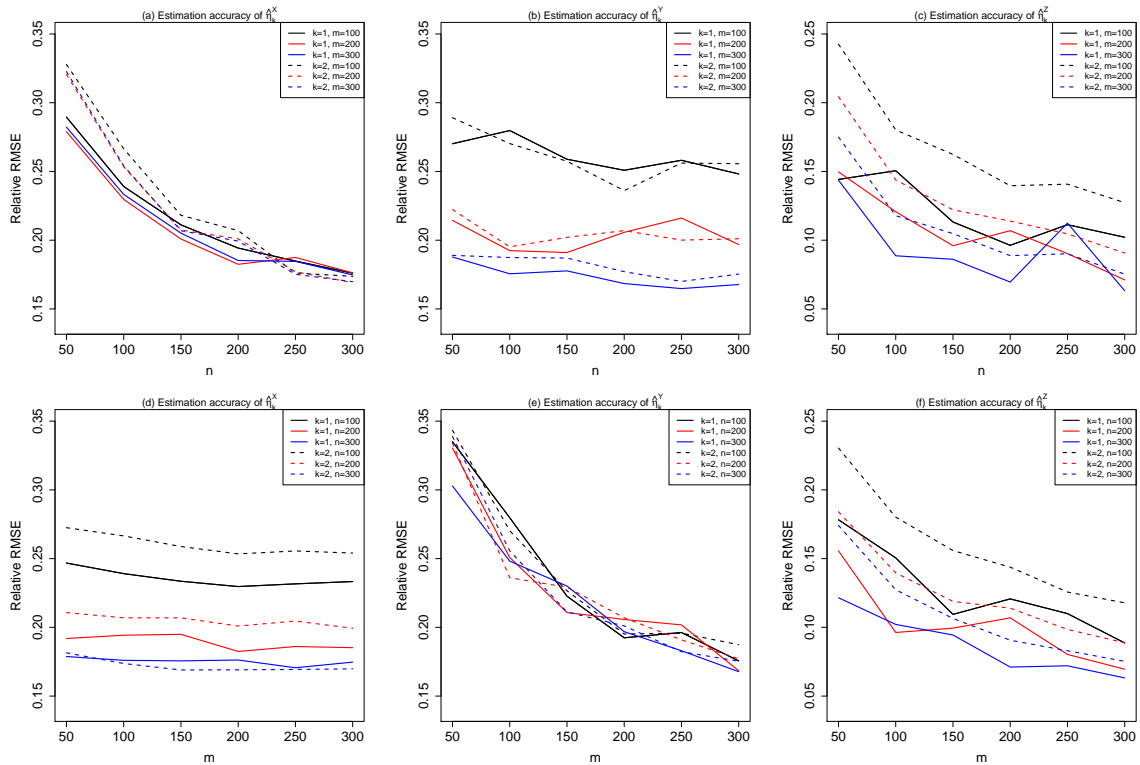 (a) Estimation accuracy of η̂ₖˣ
Relative RMSE
0.15 0.20 0.25 0.30 0.35
50 100 150 200 250 300
n
k=1, m=100
k=1, m=200
k=1, m=300
k=2, m=100
k=2, m=200
k=2, m=300
(b) Estimation accuracy of η̂ₖʸ
Relative RMSE
0.15 0.20 0.25 0.30 0.35
50 100 150 200 250 300
n
k=1, m=100
k=1, m=200
k=1, m=300
k=2, m=100
k=2, m=200
k=2, m=300
(c) Estimation accuracy of η̂ₖᶻ
Relative RMSE
0.05 0.10 0.15 0.20 0.25
50 100 150 200 250 300
n
k=1, m=100
k=1, m=200
k=1, m=300
k=2, m=100
k=2, m=200
k=2, m=300
(d) Estimation accuracy of η̂ₖˣ
Relative RMSE
0.15 0.20 0.25 0.30 0.35
50 100 150 200 250 300
m
k=1, n=100
k=1, n=200
k=1, n=300
k=2, n=100
k=2, n=200
k=2, n=300
(e) Estimation accuracy of η̂ₖʸ
Relative RMSE
0.15 0.20 0.25 0.30 0.35
50 100 150 200 250 300
m
k=1, n=100
k=1, n=200
k=1, n=300
k=2, n=100
k=2, n=200
k=2, n=300
(f) Estimation accuracy of η̂ₖᶻ
Relative RMSE
0.05 0.10 0.15 0.20 0.25
50 100 150 200 250 300
m
k=1, n=100
k=1, n=200
k=1, n=300
k=2, n=100
k=2, n=200
k=2, n=300